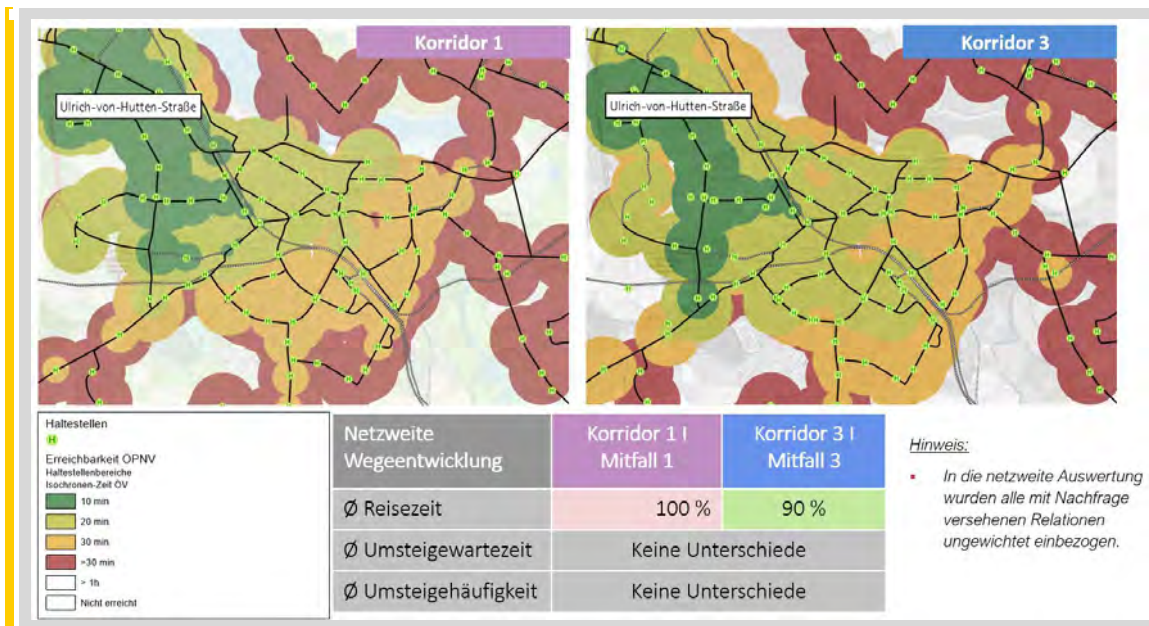 Korridor 1
Korridor 3
Ulrich-von-Hutten-Straße
Ulrich-von-Hutten-Straße
Haltestellen
H
Erreichbarkeit ÖPNV
Haltestellenbereiche
Isochronen-Zeit ÖV
10 min
20 min
30 min
>30 min
> 1h
Nicht erreicht
Netzweite
Wegeentwicklung
Korridor 1 I
Mitfall 1
Korridor 3 I
Mitfall 3
Ø Reisezeit
100 %
90 %
Ø Umsteigewartezeit
Keine Unterschiede
Ø Umsteigehäufigkeit
Keine Unterschiede
Hinweis:
▪ In die netzweite Auswertung
wurden alle mit Nachfrage
versehenen Relationen
ungewichtet einbezogen.